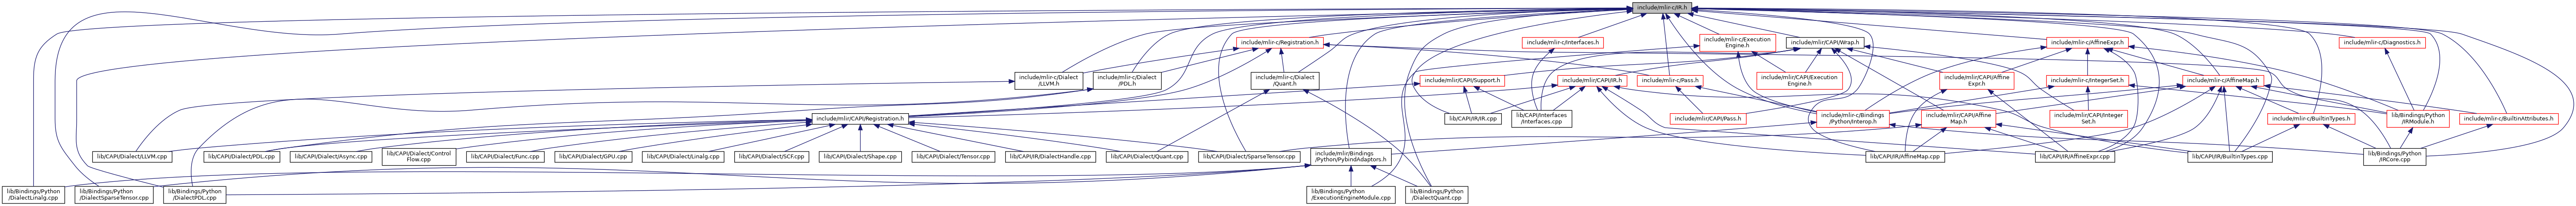 include/mlir-c/IR.h
include/mlir-c/Registration.h
include/mlir-c/Interfaces.h
include/mlir-c/Execution
Engine.h
include/mlir/CAPI/Wrap.h
include/mlir-c/AffineExpr.h
include/mlir-c/Diagnostics.h
include/mlir-c/Dialect
/LLVM.h
include/mlir-c/Dialect
/PDL.h
include/mlir-c/Dialect
/Quant.h
include/mlir/CAPI/Support.h
include/mlir/CAPI/IR.h
include/mlir-c/Pass.h
include/mlir/CAPI/Execution
Engine.h
include/mlir/CAPI/Affine
Expr.h
include/mlir-c/IntegerSet.h
include/mlir-c/AffineMap.h
include/mlir/CAPI/Registration.h
lib/CAPI/IR/IR.cpp
lib/CAPI/Interfaces
/Interfaces.cpp
include/mlir/CAPI/Pass.h
include/mlir-c/Bindings
/Python/Interop.h
include/mlir/CAPI/Affine
Map.h
include/mlir/CAPI/Integer
Set.h
include/mlir-c/BuiltinTypes.h
lib/Bindings/Python
/IRModule.h
include/mlir-c/BuiltinAttributes.h
lib/CAPI/Dialect/LLVM.cpp
lib/CAPI/Dialect/PDL.cpp
lib/CAPI/Dialect/Async.cpp
lib/CAPI/Dialect/Control
Flow.cpp
lib/CAPI/Dialect/Func.cpp
lib/CAPI/Dialect/GPU.cpp
lib/CAPI/Dialect/Linalg.cpp
lib/CAPI/Dialect/SCF.cpp
lib/CAPI/Dialect/Shape.cpp
lib/CAPI/Dialect/Tensor.cpp
lib/CAPI/IR/DialectHandle.cpp
lib/CAPI/Dialect/Quant.cpp
lib/CAPI/Dialect/SparseTensor.cpp
include/mlir/Bindings
/Python/PybindAdaptors.h
lib/CAPI/IR/AffineMap.cpp
lib/CAPI/IR/AffineExpr.cpp
lib/CAPI/IR/BuiltinTypes.cpp
lib/Bindings/Python
/IRCore.cpp
lib/Bindings/Python
/DialectLinalg.cpp
lib/Bindings/Python
/DialectSparseTensor.cpp
lib/Bindings/Python
/DialectPDL.cpp
lib/Bindings/Python
/ExecutionEngineModule.cpp
lib/Bindings/Python
/DialectQuant.cpp